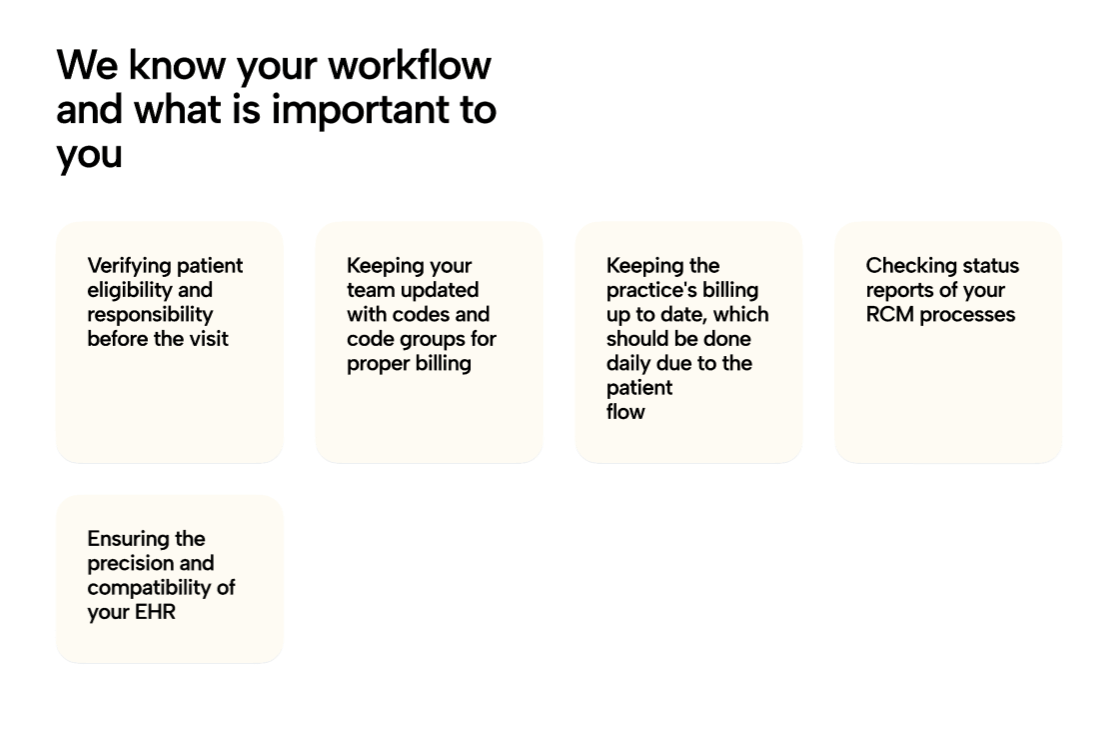 We know your workflow
and what is important to
you
Verifying patient
eligibility and
responsibility
before the visit
Keeping your
team updated
with codes and
code groups for
proper billing
Keeping the
practice's billing
up to date, which
should be done
daily due to the
patient
flow
Checking status
reports of your
RCM processes
Ensuring the
precision and
compatibility of
your EHR